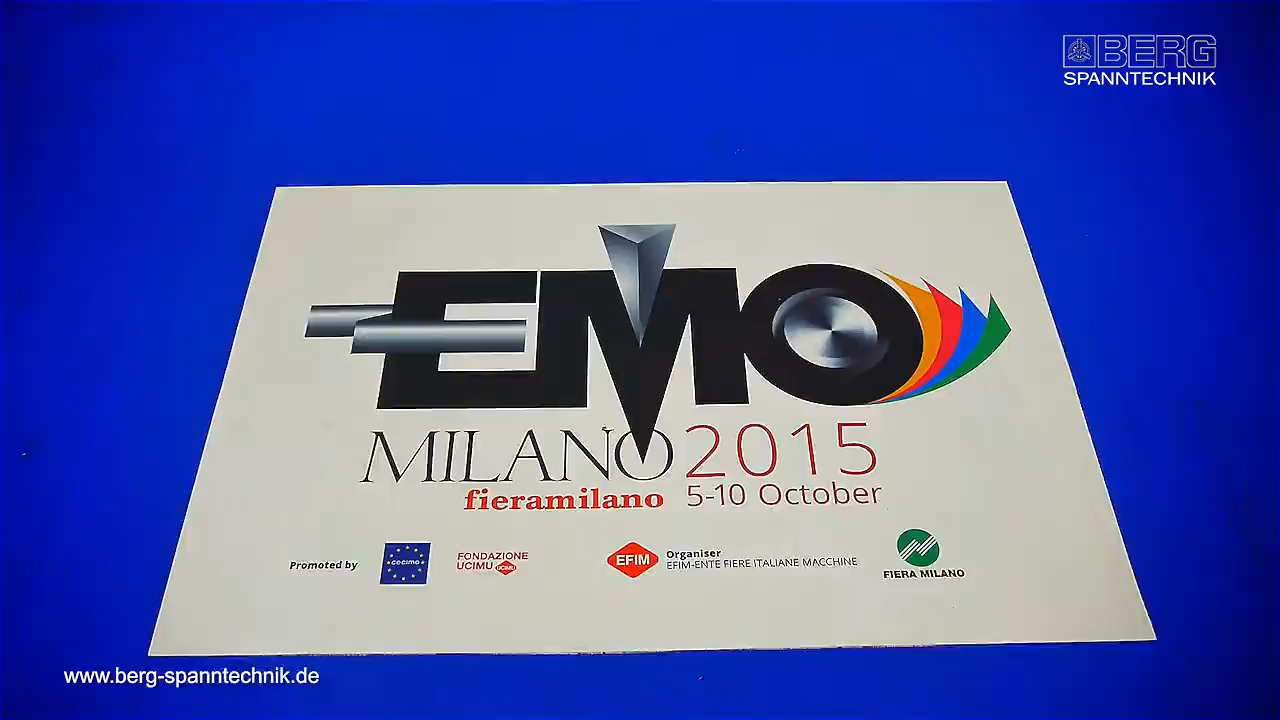 BERG
SPANNTECHNIK
EMO
MILANO 2015
fieramilano 5-10 October
Promoted by
cecimo
FONDAZIONE
UCIMU UCIMU
EFIM
Organiser
EFIM-ENTE FIERE ITALIANE MACCHINE
FIERA MILANO
www.berg-spanntechnik.de